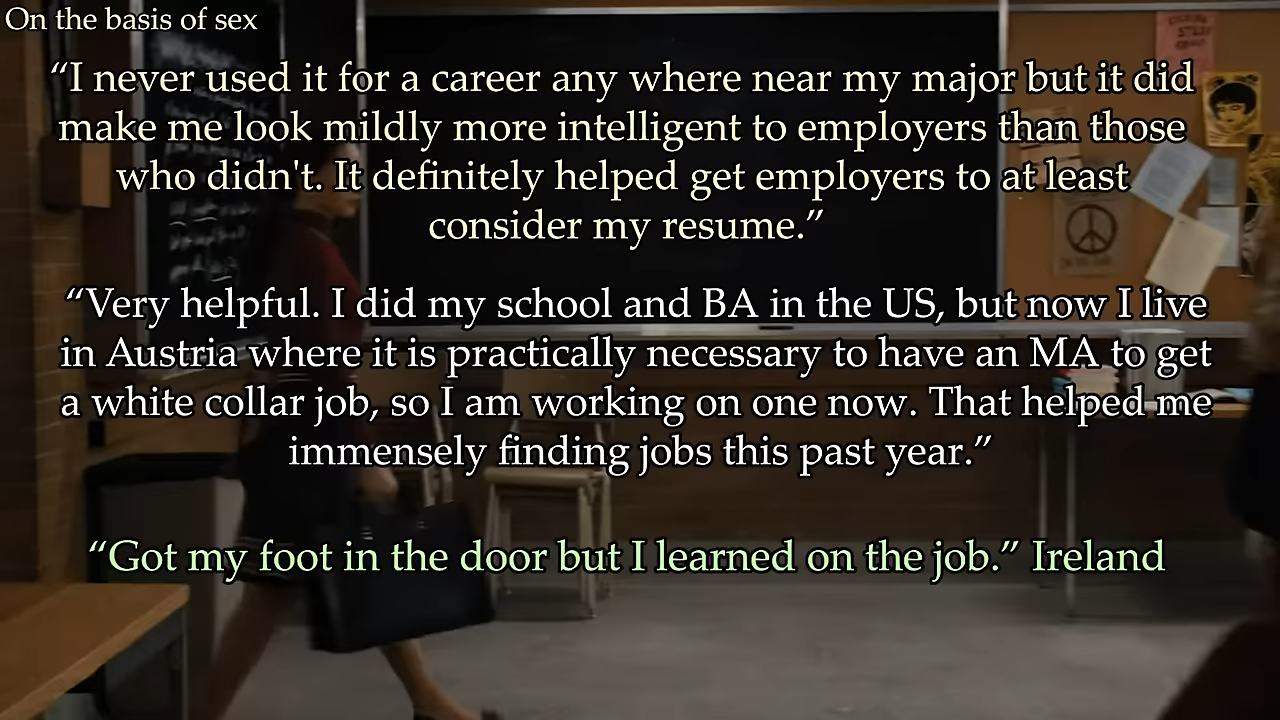 On the basis of sex
“I never used it for a career any where near my major but it did
make me look mildly more intelligent to employers than those
who didn't. It definitely helped get employers to at least
consider my resume.”
“Very helpful. I did my school and BA in the US, but now I live
in Austria where it is practically necessary to have an MA to get
a white collar job, so I am working on one now. That helped me
immensely finding jobs this past year.”
“Got my foot in the door but I learned on the job.” Ireland